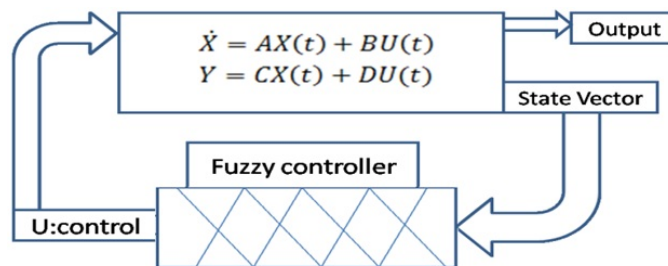 Ẋ = AX(t) + BU(t)
Y = CX(t) + DU(t)
Output
State Vector
Fuzzy controller
U:control